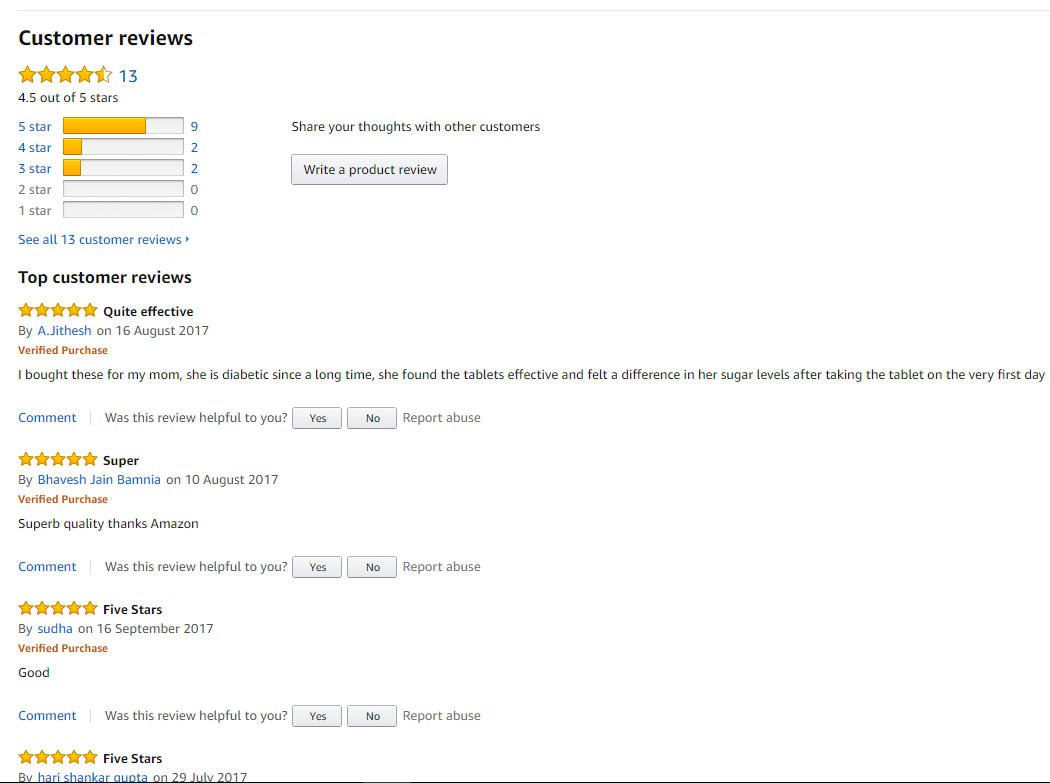 Customer reviews
13
4.5 out of 5 stars
5 star 9
4 star 2
3 star 2
2 star 0
1 star 0
Share your thoughts with other customers
Write a product review
See all 13 customer reviews
Top customer reviews
Quite effective
By A.Jithesh on 16 August 2017
Verified Purchase
I bought these for my mom, she is diabetic since a long time, she found the tablets effective and felt a difference in her sugar levels after taking the tablet on the very first day
Comment Was this review helpful to you? Yes No Report abuse
Super
By Bhavesh Jain Bamnia on 10 August 2017
Verified Purchase
Superb quality thanks Amazon
Comment Was this review helpful to you? Yes No Report abuse
Five Stars
By sudha on 16 September 2017
Verified Purchase
Good
Comment Was this review helpful to you? Yes No Report abuse
Five Stars
By hari shankar gupta on 29 July 2017